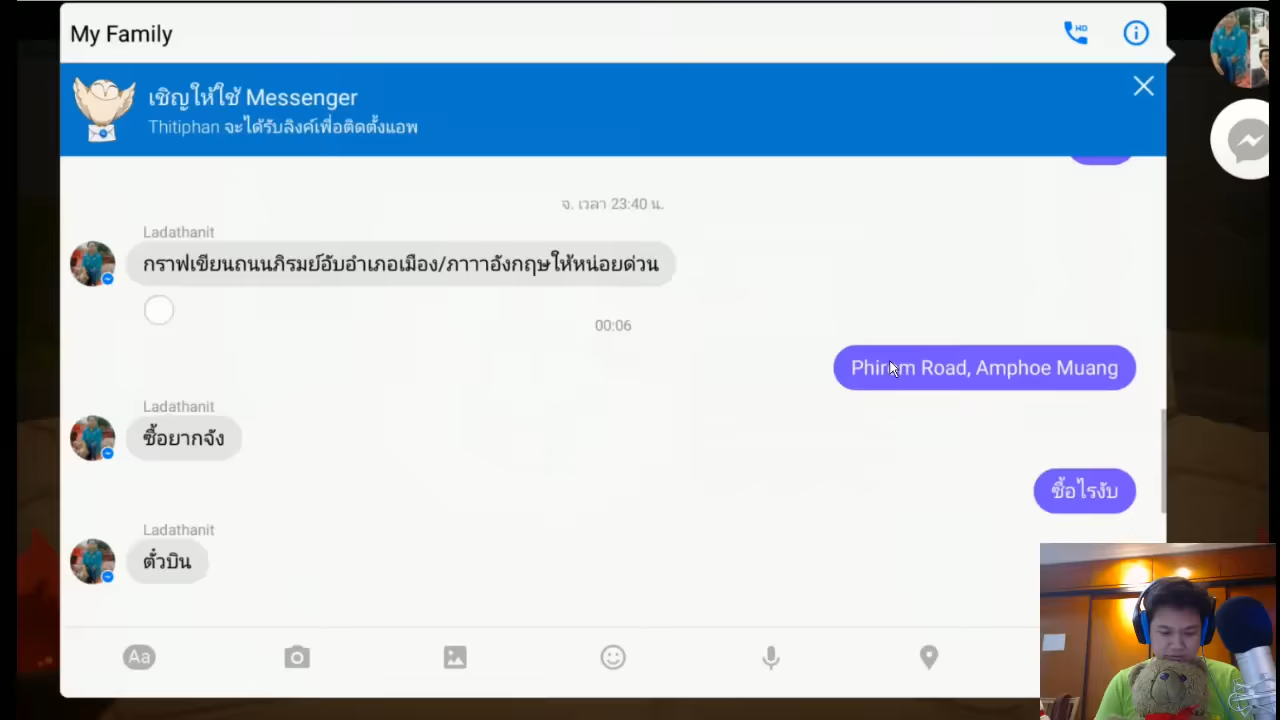 My Family
HD
เชิญให้ใช้ Messenger
Thitiphan จะได้รับลิงค์เพื่อติดตั้งแอพ
จ. เวลา 23:40 น.
Ladathanit
กราฟเขียนถนนภิรมย์อับอำเภอเมือง/ภาาาอังกฤษให้หน่อยด่วน
00:06
Road, Amphoe Muang
Ladathanit
ซื้อยากจัง
ซื้อไรงับ
Ladathanit
ตั๋วบิน
Aa